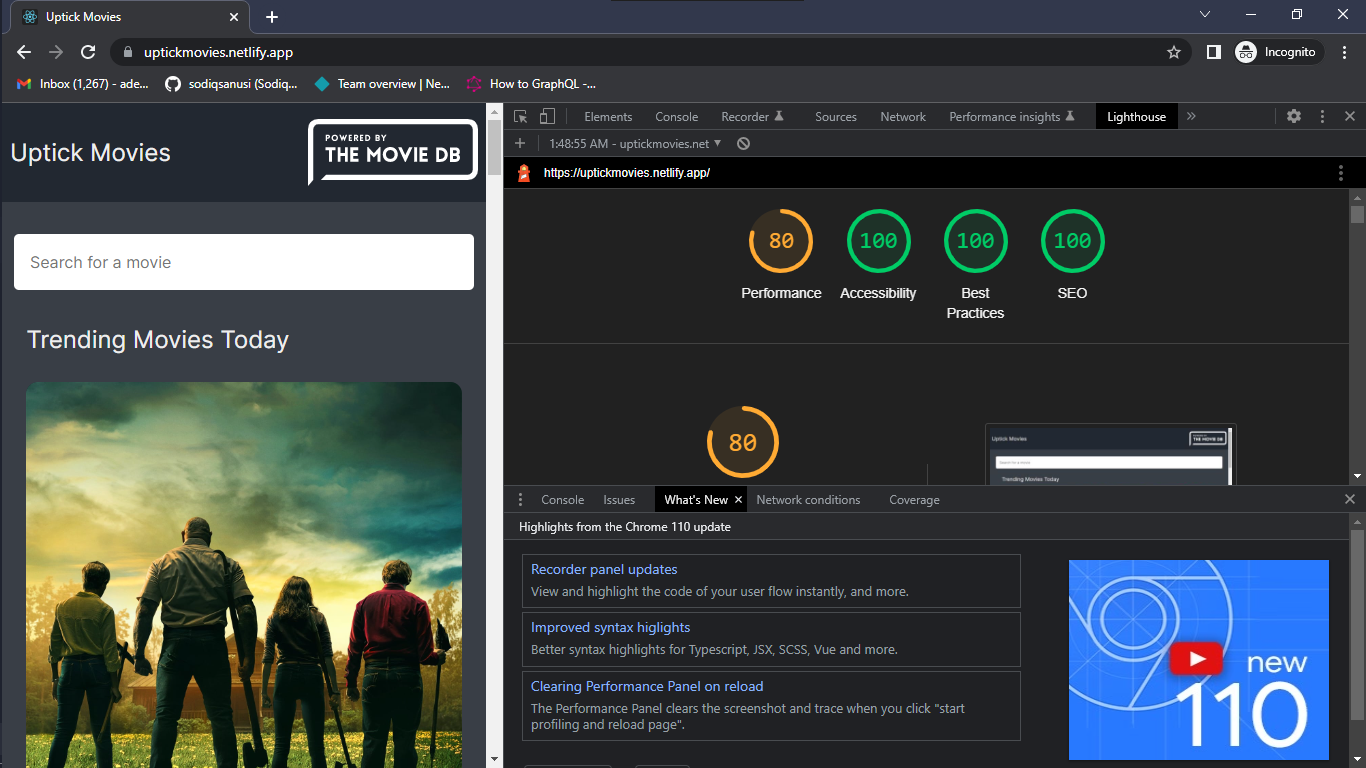 Uptick Movies
uptickmovies.netlify.app
Incognito
Inbox (1,267) - ade...
sodiqsanusi (Sodiq...
Team overview | Ne...
How to GraphQL -...
Uptick Movies
POWERED BY
THE MOVIE DB
Search for a movie
Trending Movies Today
Elements
Console
Recorder
Sources
Network
Performance insights
Lighthouse
1:48:55 AM - uptickmovies.net
https://uptickmovies.netlify.app/
80
100
100
100
Performance
Accessibility
Best
Practices
SEO
80
Uptick Movies
THE MOVIE DB
Search for a movie
Trending Movies Today
Console
Issues
What's New
Network conditions
Coverage
Highlights from the Chrome 110 update
Recorder panel updates
View and highlight the code of your user flow instantly, and more.
Improved syntax higlights
Better syntax highlights for Typescript, JSX, SCSS, Vue and more.
Clearing Performance Panel on reload
The Performance Panel clears the screenshot and trace when you click "start
profiling and reload page".
new
110